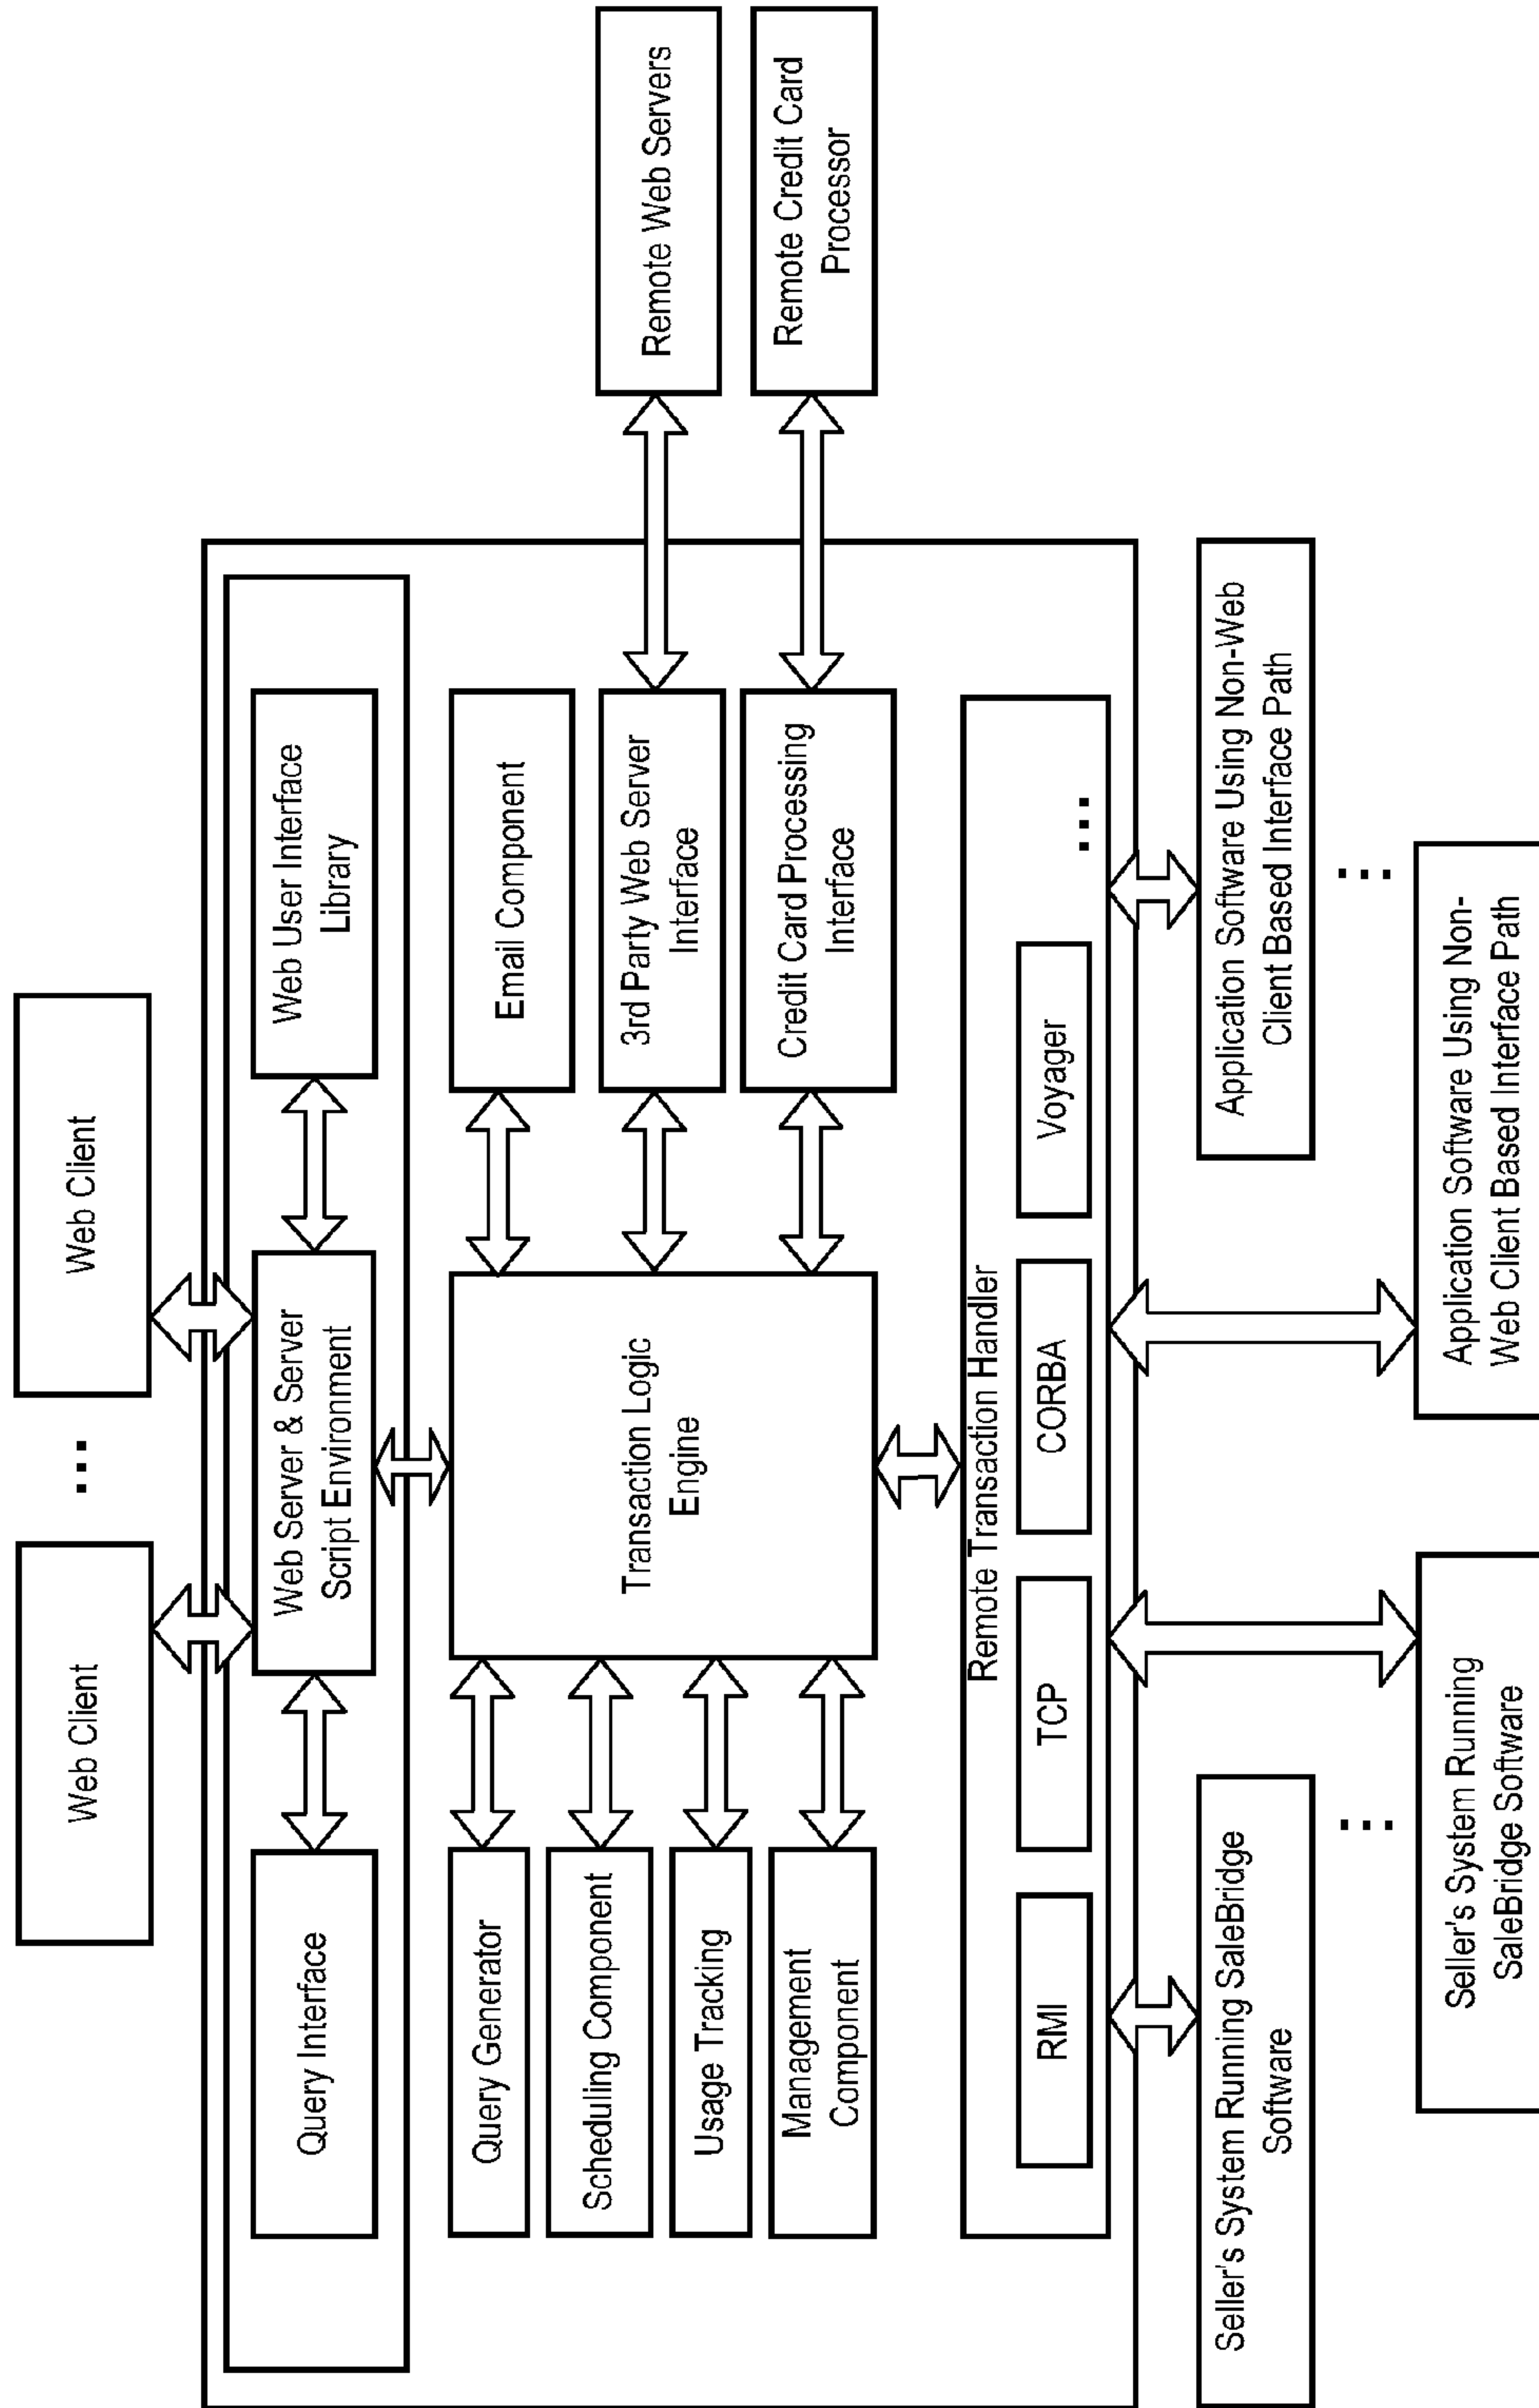 Web Client
...
Web Client
Query Interface
Web Server & Server
Script Environment
Web User Interface
Library
Query Generator
Scheduling Component
Usage Tracking
Management
Component
Transaction Logic
Engine
Email Component
3rd Party Web Server
Interface
Credit Card Processing
Interface
Remote Web Servers
Remote Credit Card
Processor
Remote Transaction Handler
RMI
TCP
CORBA
Voyager
...
Seller's System Running SaleBridge
Software
...
Seller's System Running
SaleBridge Software
Application Software Using Non-Web
Client Based Interface Path
...
Application Software Using Non-
Web Client Based Interface Path